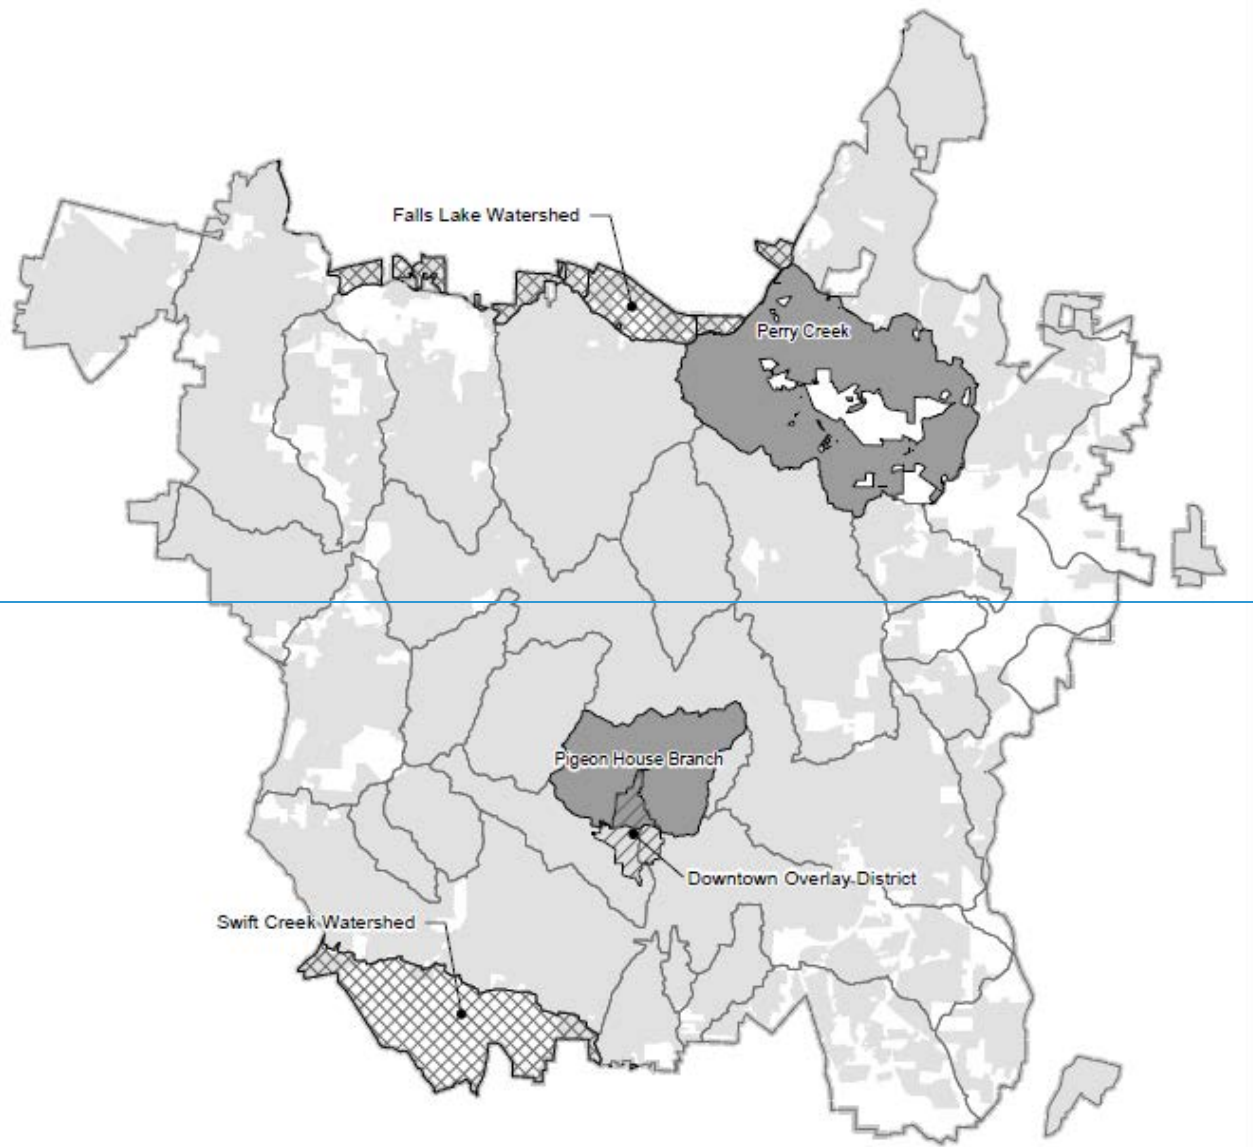 Falls Lake Watershed
Perry Creek
Pigeon House Branch
Downtown Overlay District
Swift Creek Watershed